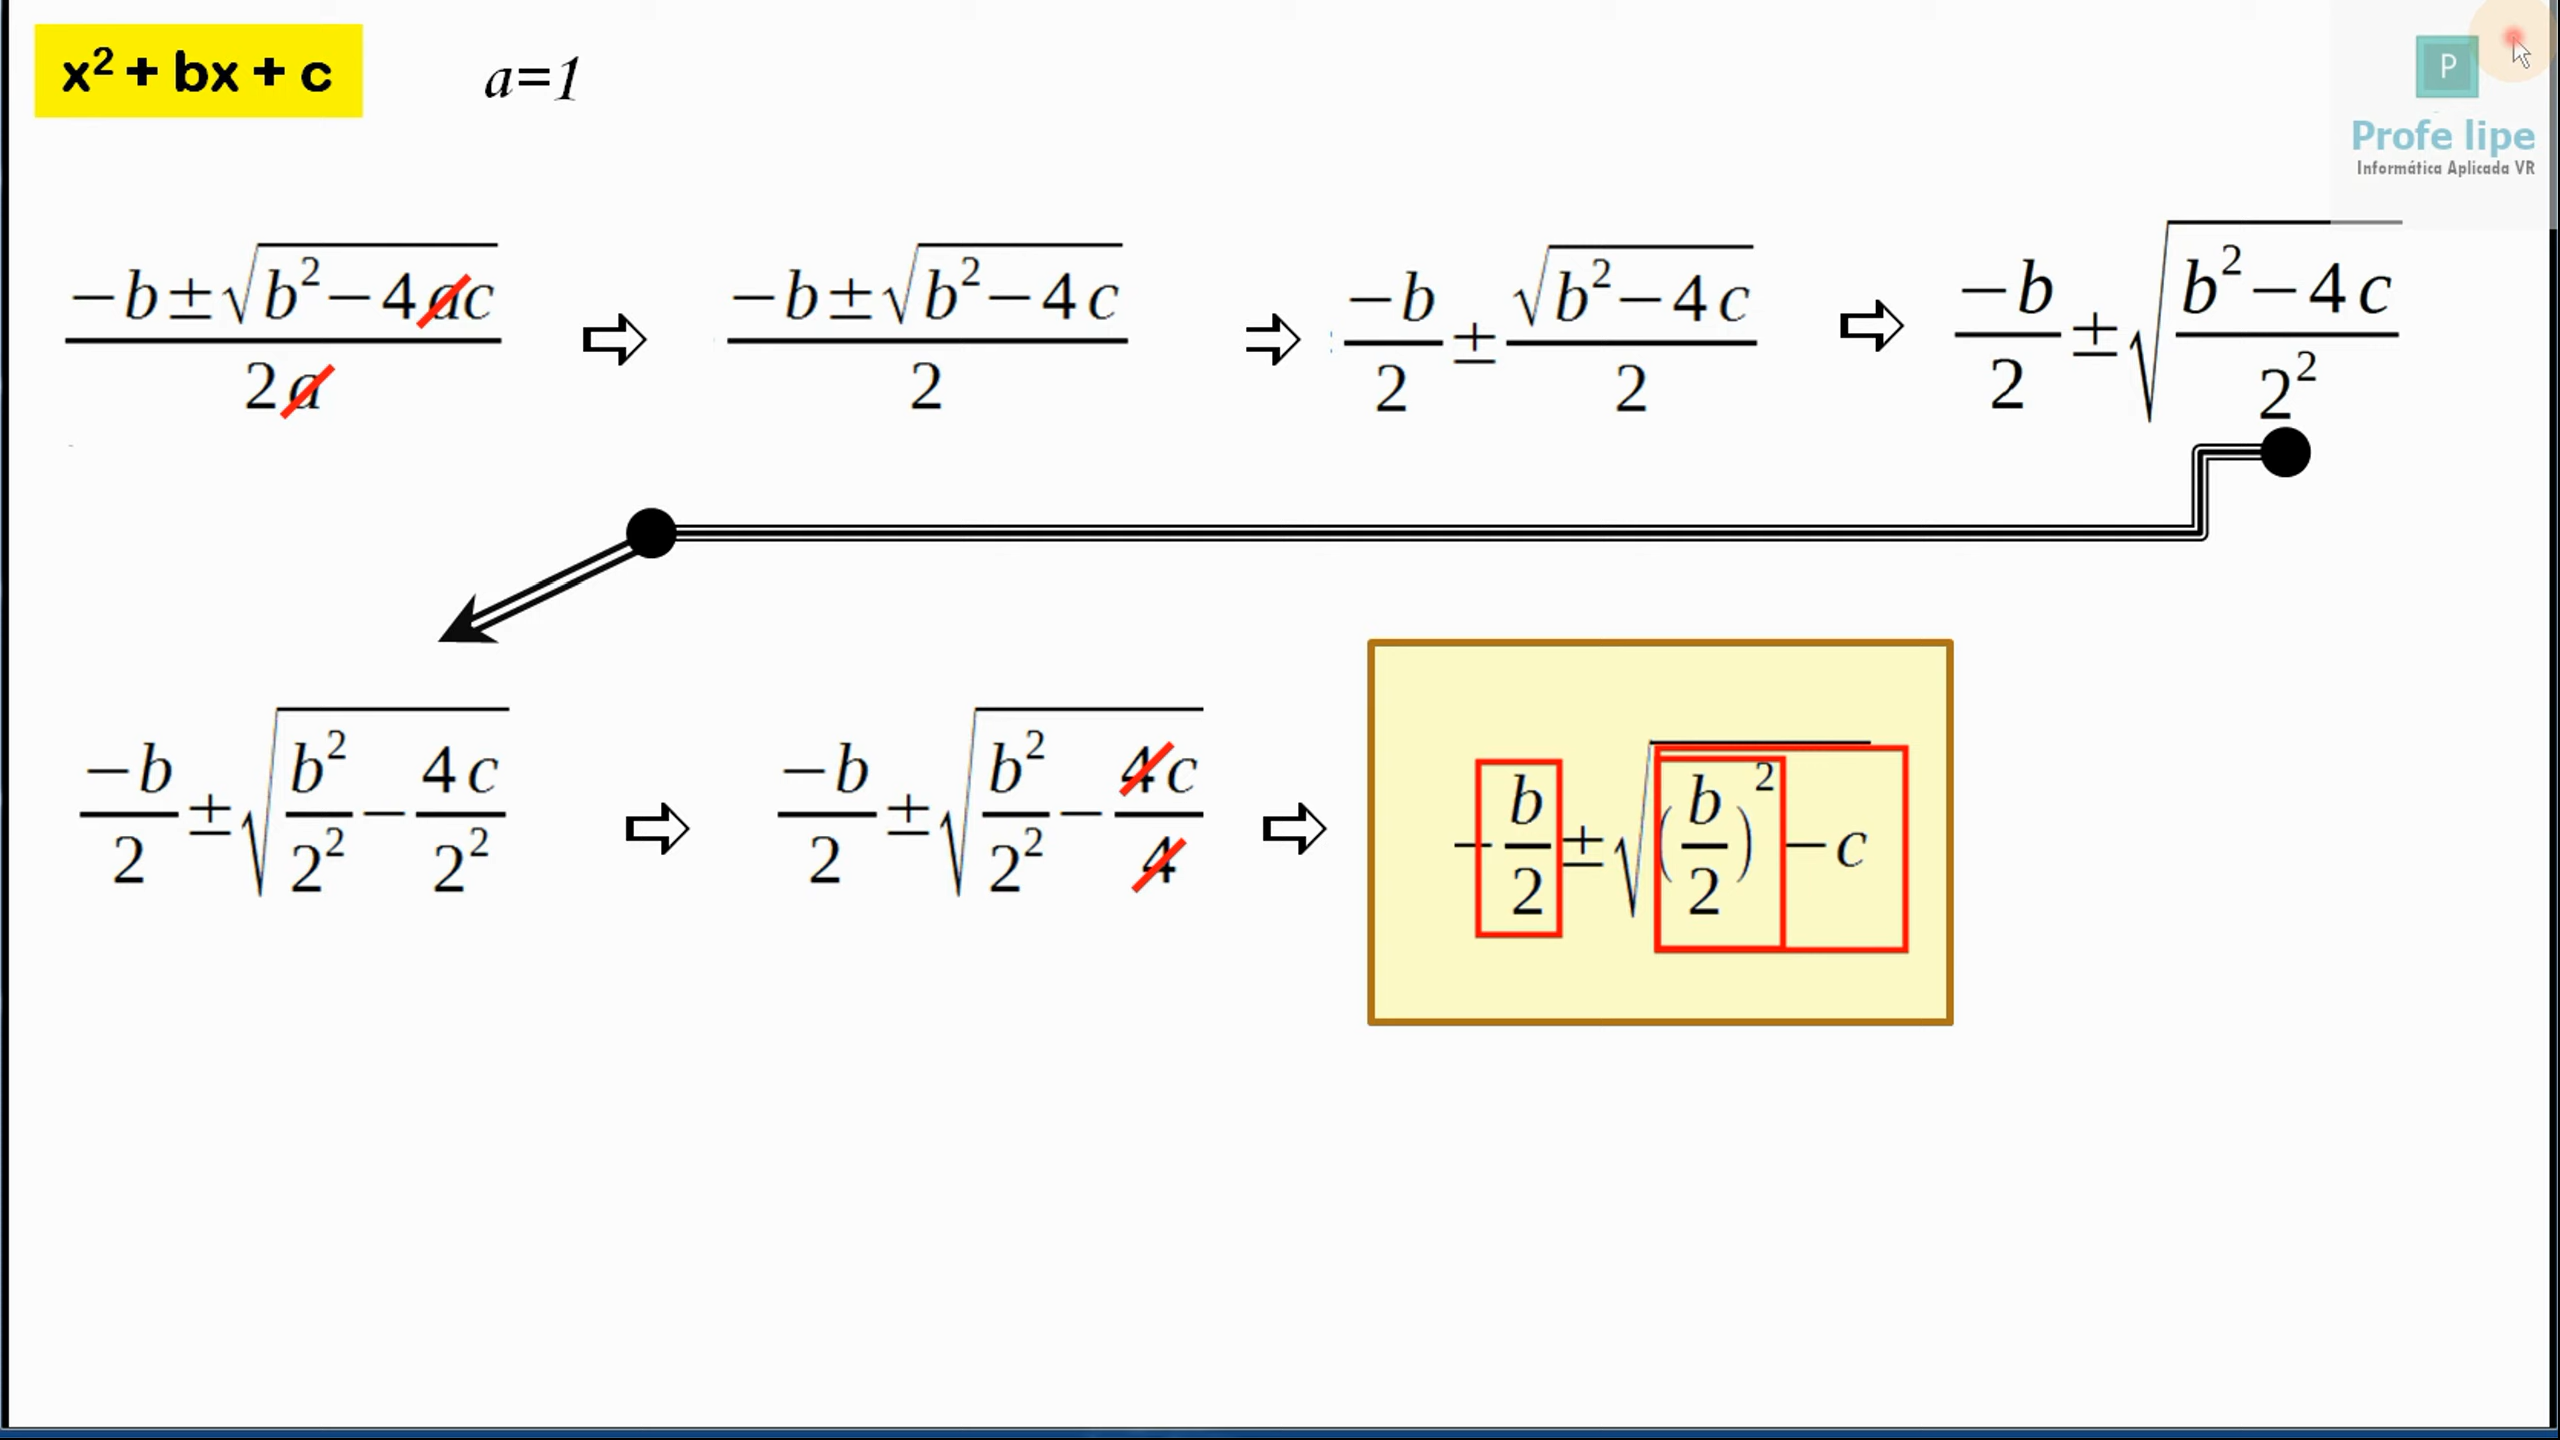 x² + bx + c a=1
P
Profe lipe
Informática Aplicada VR
(−b±√(b²−4ac))/(2a) ⇨ (−b±√(b²−4c))/2 ⇒ (−b)/2 ± (√(b²−4c))/2 ⇨ (−b)/2 ± √((b²−4c)/2²)
(−b)/2 ± √(b²/2² − 4c/2²) ⇨ (−b)/2 ± √(b²/2² − 4c/4) ⇨ −b/2 ± √((b/2)² − c)